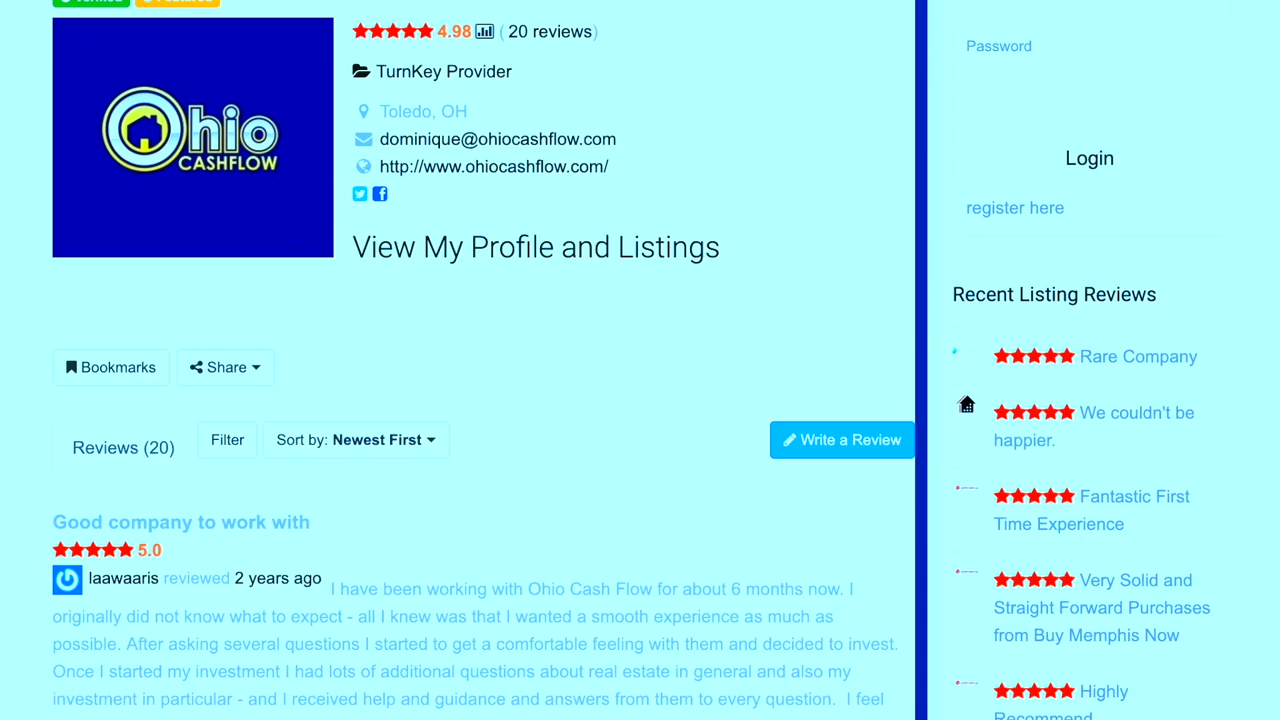 4.98 ( 20 reviews)
TurnKey Provider
Toledo, OH
dominique@ohiocashflow.com
http://www.ohiocashflow.com/
View My Profile and Listings
Ohio
CASHFLOW
Bookmarks
Share
Reviews (20)
Filter
Sort by: Newest First
Write a Review
Good company to work with
5.0
laawaaris reviewed 2 years ago
I have been working with Ohio Cash Flow for about 6 months now. I
originally did not know what to expect - all I knew was that I wanted a smooth experience as much as
possible. After asking several questions I started to get a comfortable feeling with them and decided to invest.
Once I started my investment I had lots of additional questions about real estate in general and also my
investment in particular - and I received help and guidance and answers from them to every question. I feel
Password
Login
register here
Recent Listing Reviews
Rare Company
We couldn't be
happier.
Fantastic First
Time Experience
Very Solid and
Straight Forward Purchases
from Buy Memphis Now
Highly
Recommend